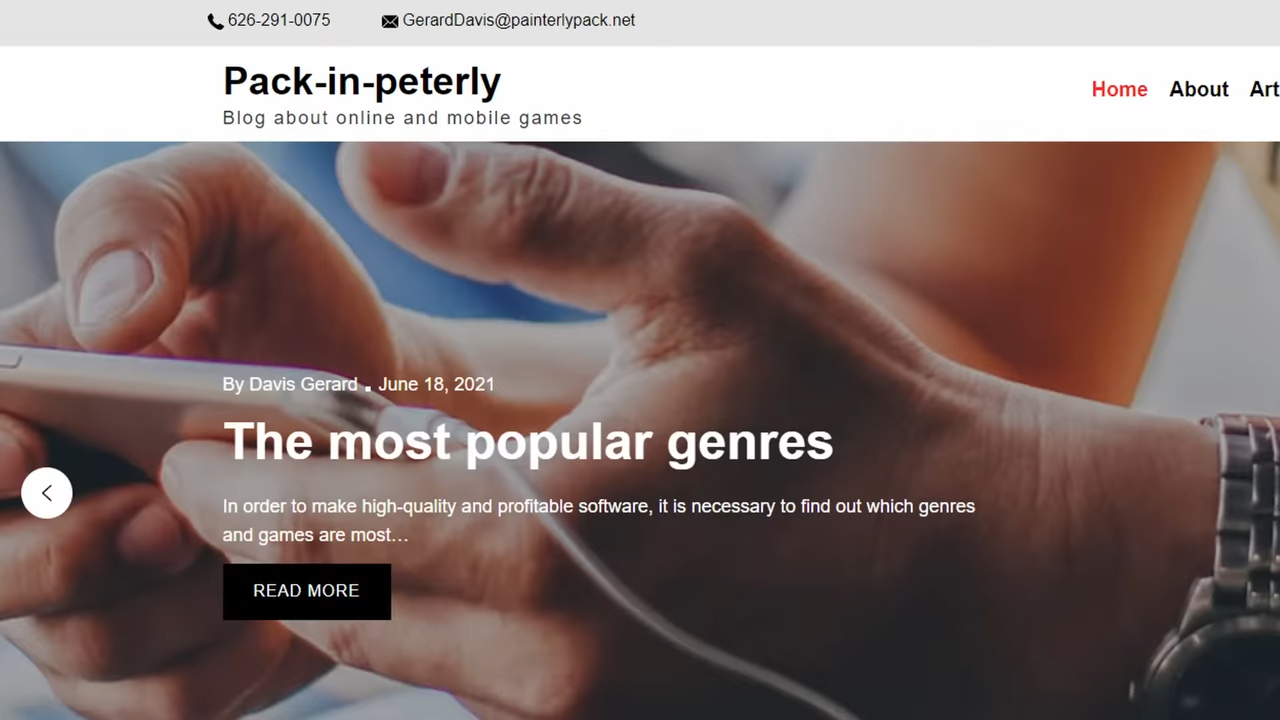 626-291-0075 GerardDavis@painterlypack.net
Pack-in-peterly
Blog about online and mobile games
Home About Art
By Davis Gerard . June 18, 2021
The most popular genres
In order to make high-quality and profitable software, it is necessary to find out which genres
and games are most...
READ MORE